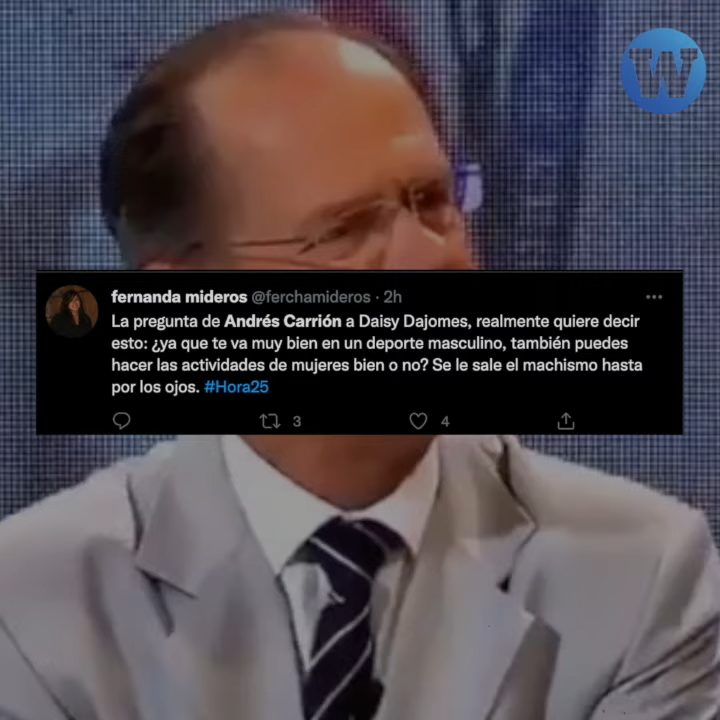 W
fernanda mideros @ferchamideros · 2h
La pregunta de Andrés Carrión a Daisy Dajomes, realmente quiere decir
esto: ¿ya que te va muy bien en un deporte masculino, también puedes
hacer las actividades de mujeres bien o no? Se le sale el machismo hasta
por los ojos. #Hora25
3
4